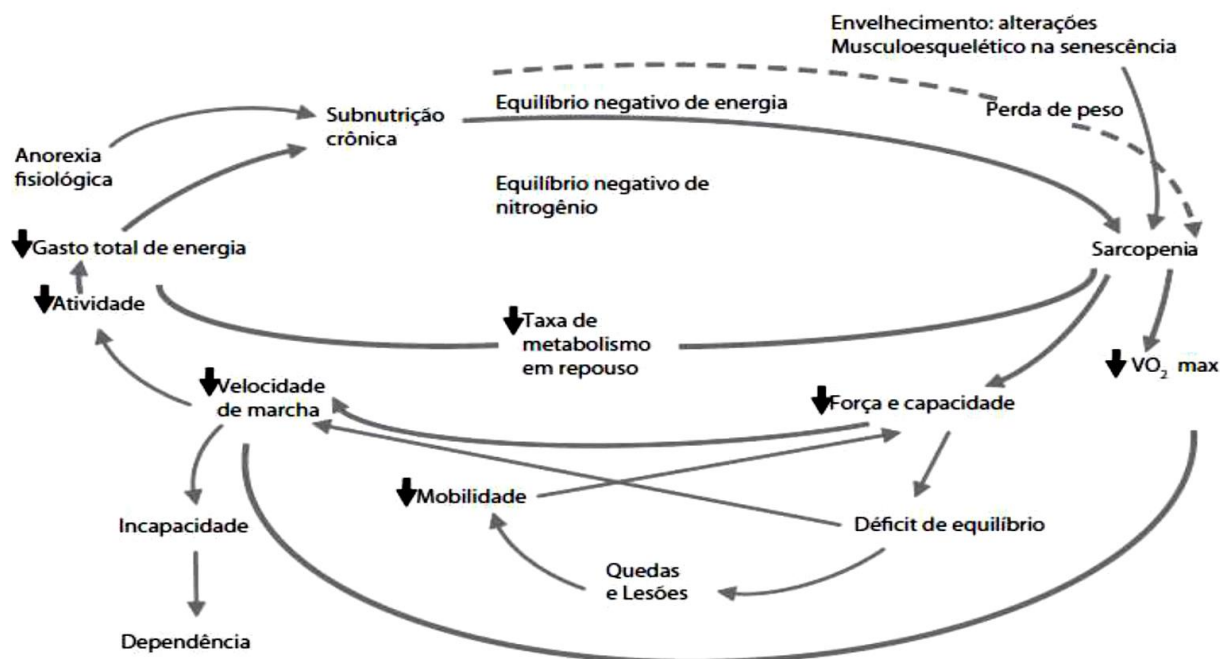 Envelhecimento: alterações
Musculoesquelético na senescência
Equilíbrio negativo de energia
Perda de peso
Subnutrição
crônica
Anorexia
fisiológica
Equilíbrio negativo de
nitrogênio
Gasto total de energia
Sarcopenia
Atividade
Taxa de
metabolismo
em repouso
VO₂ max
Velocidade
de marcha
Força e capacidade
Mobilidade
Incapacidade
Déficit de equilíbrio
Quedas
e Lesões
Dependência